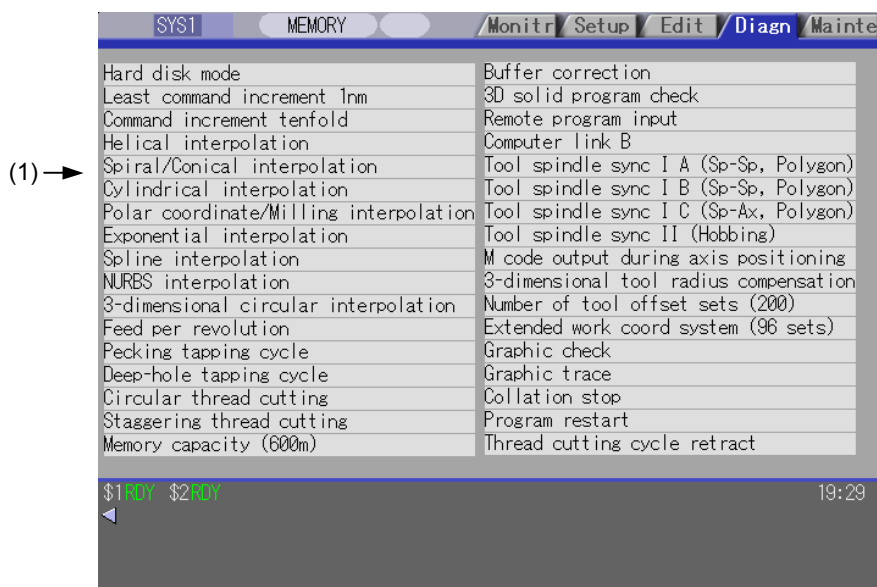 SYS1 MEMORY Monitr Setup Edit Diagn Mainte
Hard disk mode
Least command increment 1nm
Command increment tenfold
Helical interpolation
(1)
Spiral/Conical interpolation
Cylindrical interpolation
Polar coordinate/Milling interpolation
Exponential interpolation
Spline interpolation
NURBS interpolation
3-dimensional circular interpolation
Feed per revolution
Pecking tapping cycle
Deep-hole tapping cycle
Circular thread cutting
Staggering thread cutting
Memory capacity (600m)
Buffer correction
3D solid program check
Remote program input
Computer link B
Tool spindle sync I A (Sp-Sp, Polygon)
Tool spindle sync I B (Sp-Sp, Polygon)
Tool spindle sync I C (Sp-Ax, Polygon)
Tool spindle sync II (Hobbing)
M code output during axis positioning
3-dimensional tool radius compensation
Number of tool offset sets (200)
Extended work coord system (96 sets)
Graphic check
Graphic trace
Collation stop
Program restart
Thread cutting cycle retract
$1RDY $2RDY 19:29